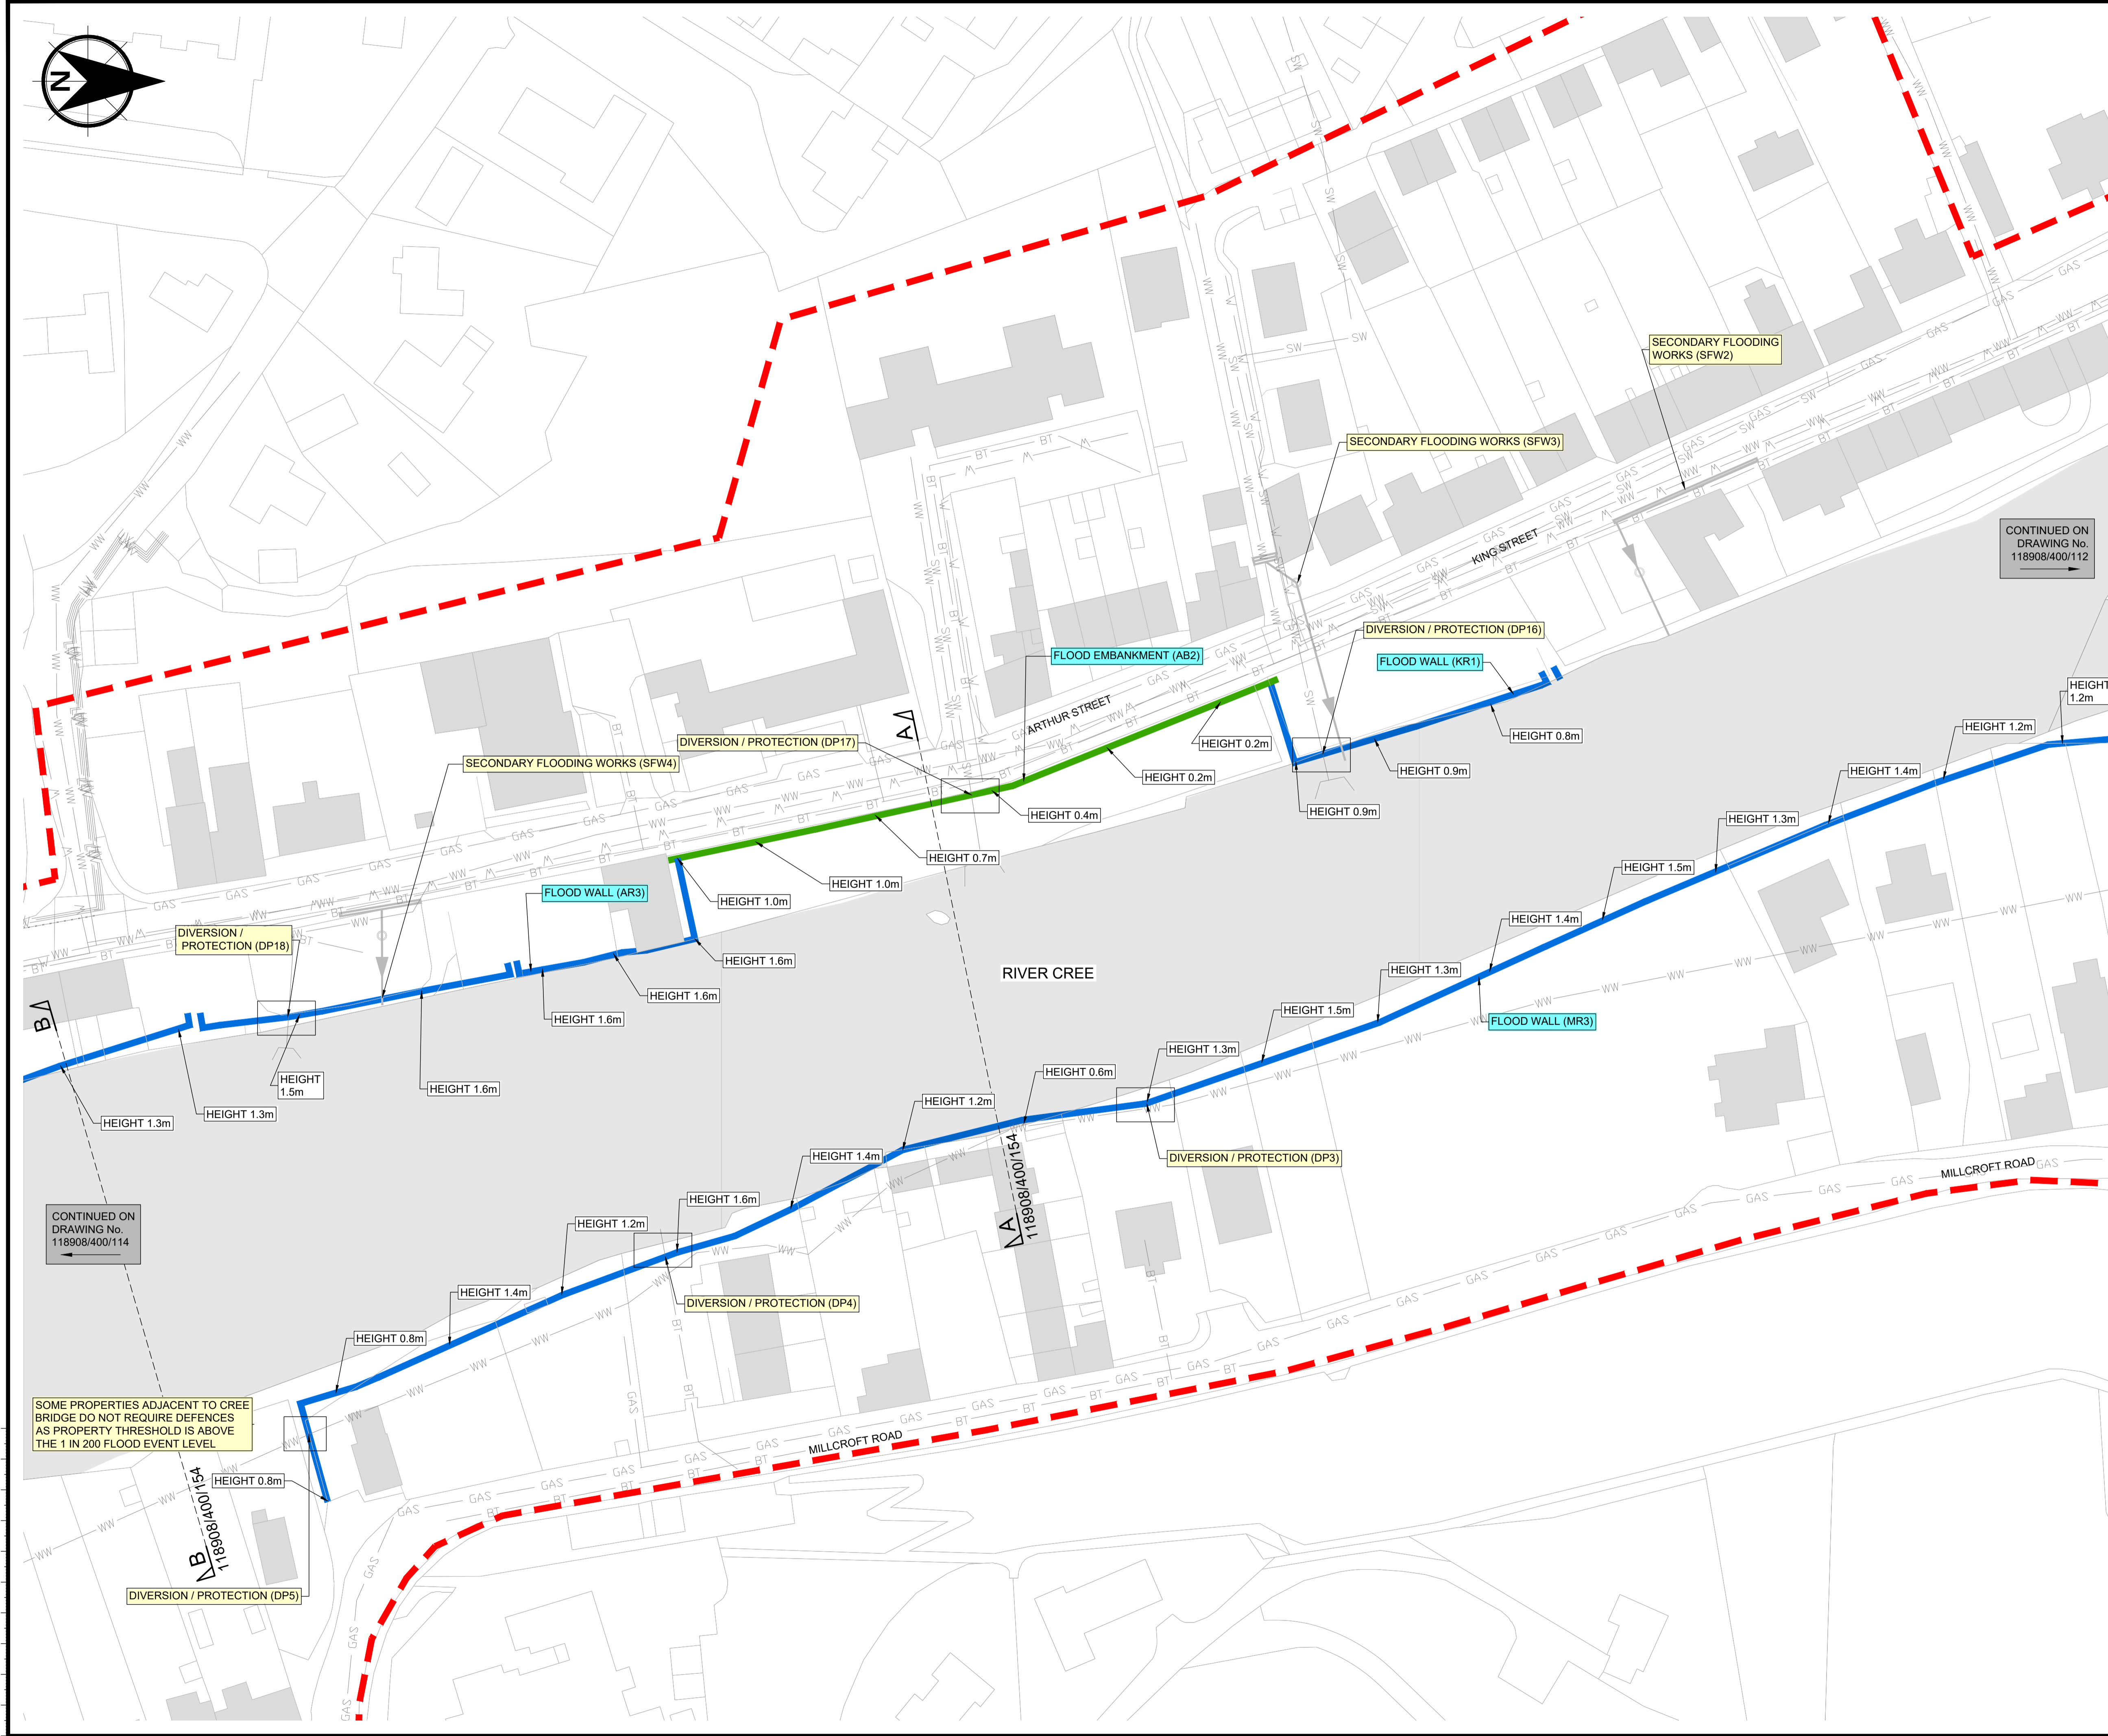 N
SECONDARY FLOODING
WORKS (SFW2)
SECONDARY FLOODING WORKS (SFW3)
CONTINUED ON
DRAWING No.
118908/400/112
KING STREET
DIVERSION / PROTECTION (DP16)
FLOOD EMBANKMENT (AB2)
FLOOD WALL (KR1)
HEIGHT
1.2m
ARTHUR STREET
A
HEIGHT 1.2m
DIVERSION / PROTECTION (DP17)
HEIGHT 0.2m
HEIGHT 0.8m
SECONDARY FLOODING WORKS (SFW4)
HEIGHT 0.2m
HEIGHT 0.9m
HEIGHT 1.4m
HEIGHT 0.4m
HEIGHT 0.9m
HEIGHT 1.3m
HEIGHT 0.7m
HEIGHT 1.5m
HEIGHT 1.0m
FLOOD WALL (AR3)
HEIGHT 1.0m
HEIGHT 1.4m
DIVERSION /
PROTECTION (DP18)
HEIGHT 1.6m
RIVER CREE
HEIGHT 1.3m
HEIGHT 1.6m
HEIGHT 1.5m
HEIGHT 1.6m
FLOOD WALL (MR3)
B
HEIGHT 1.3m
HEIGHT
1.5m
HEIGHT 1.6m
HEIGHT 0.6m
HEIGHT 1.3m
HEIGHT 1.3m
HEIGHT 1.2m
HEIGHT 1.4m
DIVERSION / PROTECTION (DP3)
MILLCROFT ROAD
A
118908/400/154
HEIGHT 1.6m
CONTINUED ON
DRAWING No.
118908/400/114
HEIGHT 1.2m
HEIGHT 1.4m
DIVERSION / PROTECTION (DP4)
HEIGHT 0.8m
SOME PROPERTIES ADJACENT TO CREE
BRIDGE DO NOT REQUIRE DEFENCES
AS PROPERTY THRESHOLD IS ABOVE
THE 1 IN 200 FLOOD EVENT LEVEL
MILLCROFT ROAD
HEIGHT 0.8m
B
118908/400/154
DIVERSION / PROTECTION (DP5)
WW
SW
GAS
BT
W